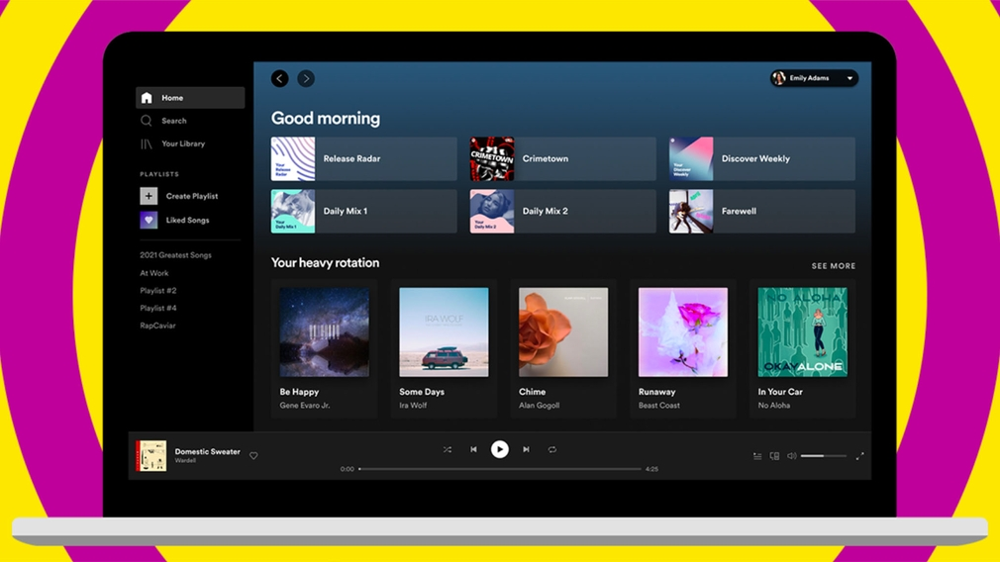 Emily Adams
Home
Search
Your Library
PLAYLISTS
Create Playlist
Liked Songs
2021 Greatest Songs
At Work
Playlist #2
Playlist #4
RapCaviar
Good morning
Your
Release
Radar
Release Radar
CRIMETOWN
Crimetown
Your
Discover
Weekly
Discover Weekly
Your
Daily Mix 1
Daily Mix 1
Your
Daily Mix 2
Daily Mix 2
Farewell
Your heavy rotation
SEE MORE
Be Happy
Gene Evaro Jr.
IRA WOLF
Some Days
Ira Wolf
Chime
Alan Gogoll
Runaway
Beast Coast
NO ALOHA
OKAY ALONE
In Your Car
No Aloha
Domestic Sweater
Wardell
0:00
4:25